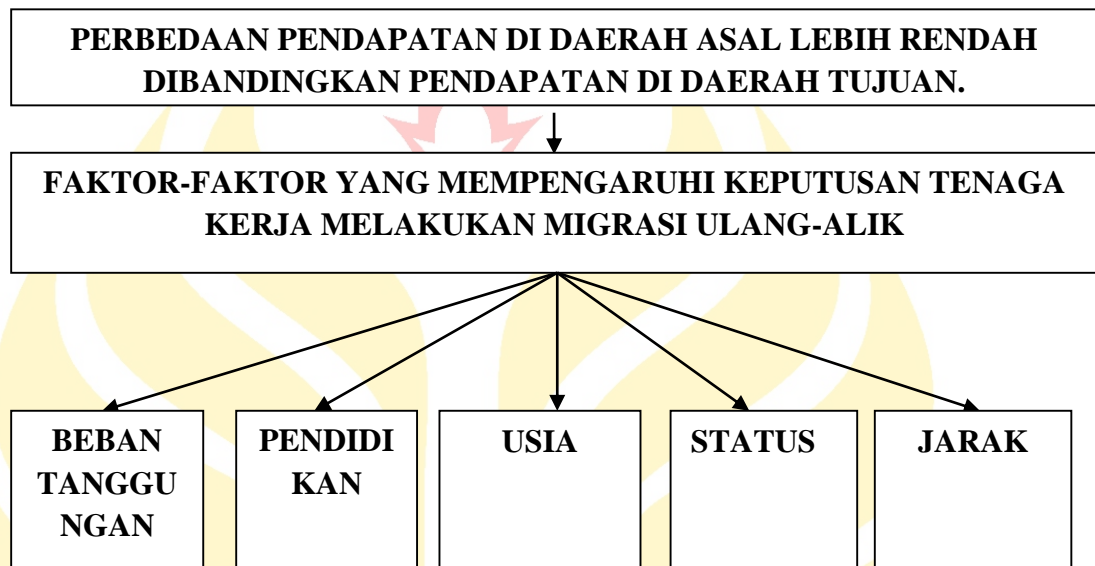 PERBEDAAN PENDAPATAN DI DAERAH ASAL LEBIH RENDAH
DIBANDINGKAN PENDAPATAN DI DAERAH TUJUAN.
FAKTOR-FAKTOR YANG MEMPENGARUHI KEPUTUSAN TENAGA
KERJA MELAKUKAN MIGRASI ULANG-ALIK
BEBAN
TANGGU
NGAN
PENDIDI
KAN
USIA
STATUS
JARAK